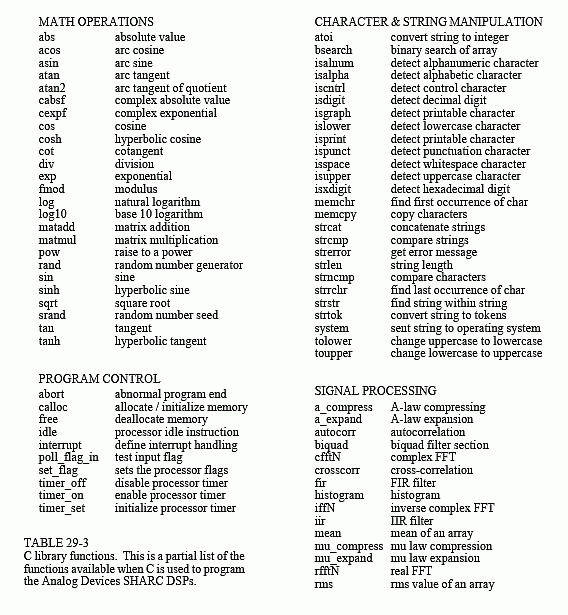 MATH OPERATIONS
abs absolute value
acos arc cosine
asin arc sine
atan arc tangent
atan2 arc tangent of quotient
cabsf complex absolute value
cexpf complex exponential
cos cosine
cosh hyperbolic cosine
cot cotangent
div division
exp exponential
fmod modulus
log natural logarithm
log10 base 10 logarithm
matadd matrix addition
matmul matrix multiplication
pow raise to a power
rand random number generator
sin sine
sinh hyperbolic sine
sqrt square root
srand random number seed
tan tangent
tanh hyperbolic tangent
PROGRAM CONTROL
abort abnormal program end
calloc allocate / initialize memory
free deallocate memory
idle processor idle instruction
interrupt define interrupt handling
poll_flag_in test input flag
set_flag sets the processor flags
timer_off disable processor timer
timer_on enable processor timer
timer_set initialize processor timer
TABLE 29-3
C library functions. This is a partial list of the
functions available when C is used to program
the Analog Devices SHARC DSPs.
CHARACTER & STRING MANIPULATION
atoi convert string to integer
bsearch binary search of array
isalnum detect alphanumeric character
isalpha detect alphabetic character
iscntrl detect control character
isdigit detect decimal digit
isgraph detect printable character
islower detect lowercase character
isprint detect printable character
ispunct detect punctuation character
isspace detect whitespace character
isupper detect uppercase character
isxdigit detect hexadecimal digit
memchr find first occurrence of char
memcpy copy characters
strcat concatenate strings
strcmp compare strings
strerror get error message
strlen string length
strncmp compare characters
strrchr find last occurrence of char
strstr find string within string
strtok convert string to tokens
system sent string to operating system
tolower change uppercase to lowercase
toupper change lowercase to uppercase
SIGNAL PROCESSING
a_compress A-law compressing
a_expand A-law expansion
autocorr autocorrelation
biquad biquad filter section
cfftN complex FFT
crosscorr cross-correlation
fir FIR filter
histogram histogram
iffN inverse complex FFT
iir IIR filter
mean mean of an array
mu_compress mu law compression
mu_expand mu law expansion
rfftN real FFT
rms rms value of an array